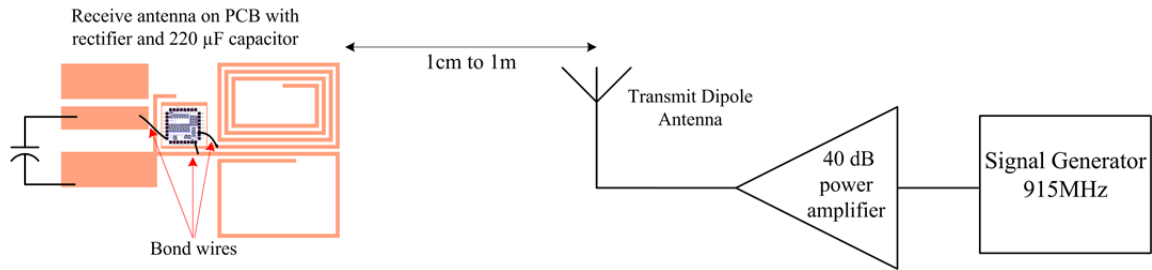 Receive antenna on PCB with
rectifier and 220 µF capacitor
1cm to 1m
Transmit Dipole
Antenna
40 dB
power
amplifier
Signal Generator
915MHz
Bond wires